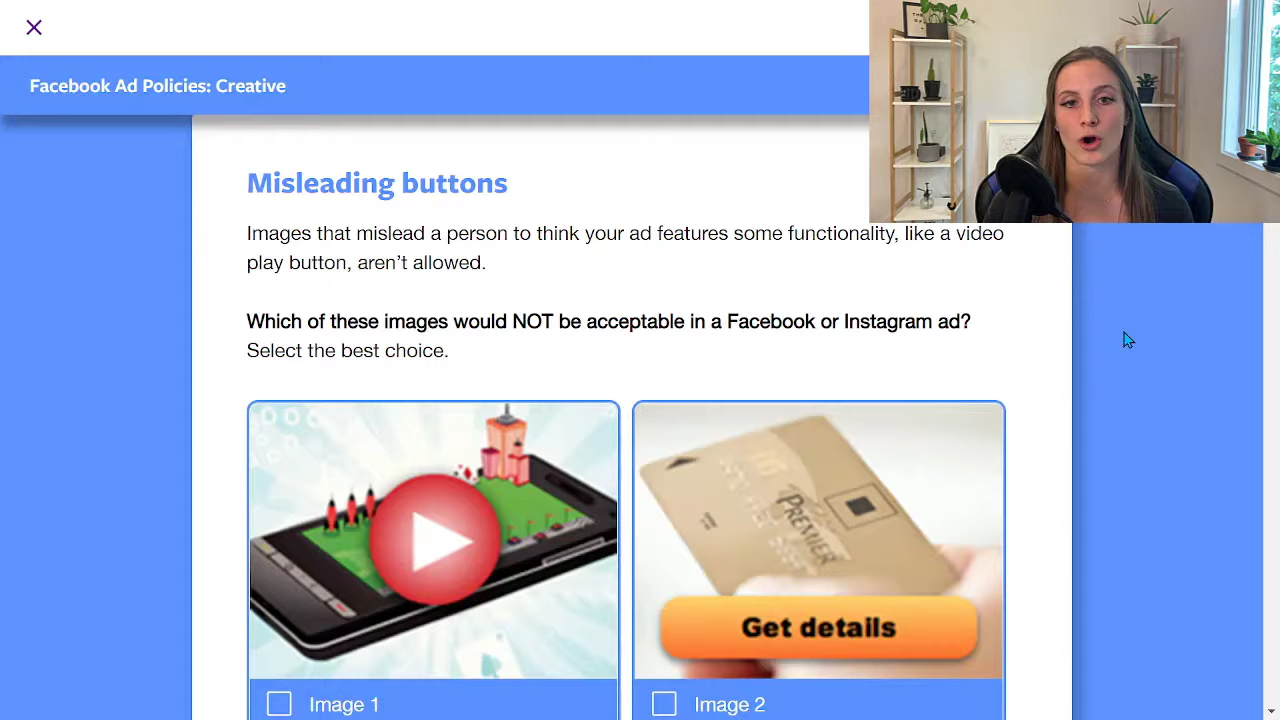 Facebook Ad Policies: Creative
Misleading buttons
Images that mislead a person to think your ad features some functionality, like a video
play button, aren’t allowed.
Which of these images would NOT be acceptable in a Facebook or Instagram ad?
Select the best choice.
PREMIER
Get details
Image 1
Image 2